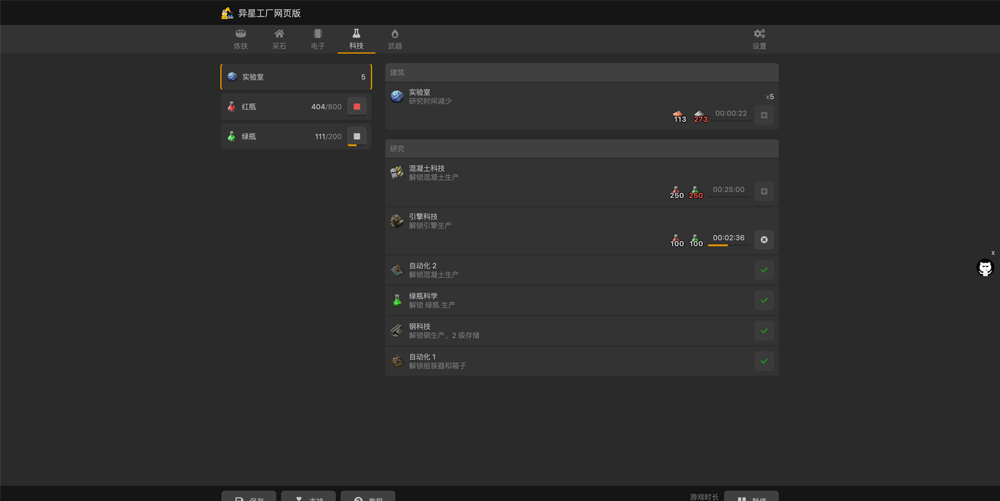 异星工厂网页版
炼铁 采石 电子 科技 武器 设置
实验室 5
红瓶 404/800
绿瓶 111/200
建筑
实验室 x5
研究时间减少
113 273 00:00:22
研究
混凝土科技
解锁混凝土生产
250 250 00:25:00
引擎科技
解锁引擎生产
100 100 00:02:36
自动化 2
解锁混凝土生产
绿瓶科学
解锁 绿瓶 生产
钢科技
解锁钢生产、2 级存储
自动化 1
解锁组装器和箱子
x
游戏时长